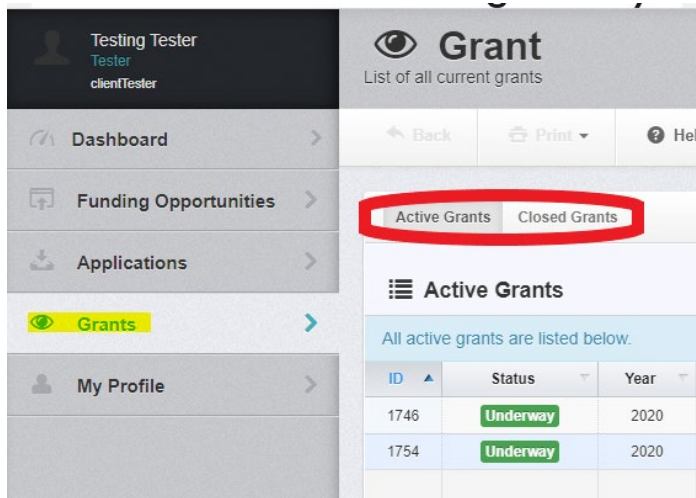 Testing Tester
Tester
clientTester
Dashboard
Funding Opportunities
Applications
Grants
My Profile
Grant
List of all current grants
Back Print
Active Grants Closed Grants
Active Grants
All active grants are listed below.
ID Status Year
1746 Underway 2020
1754 Underway 2020